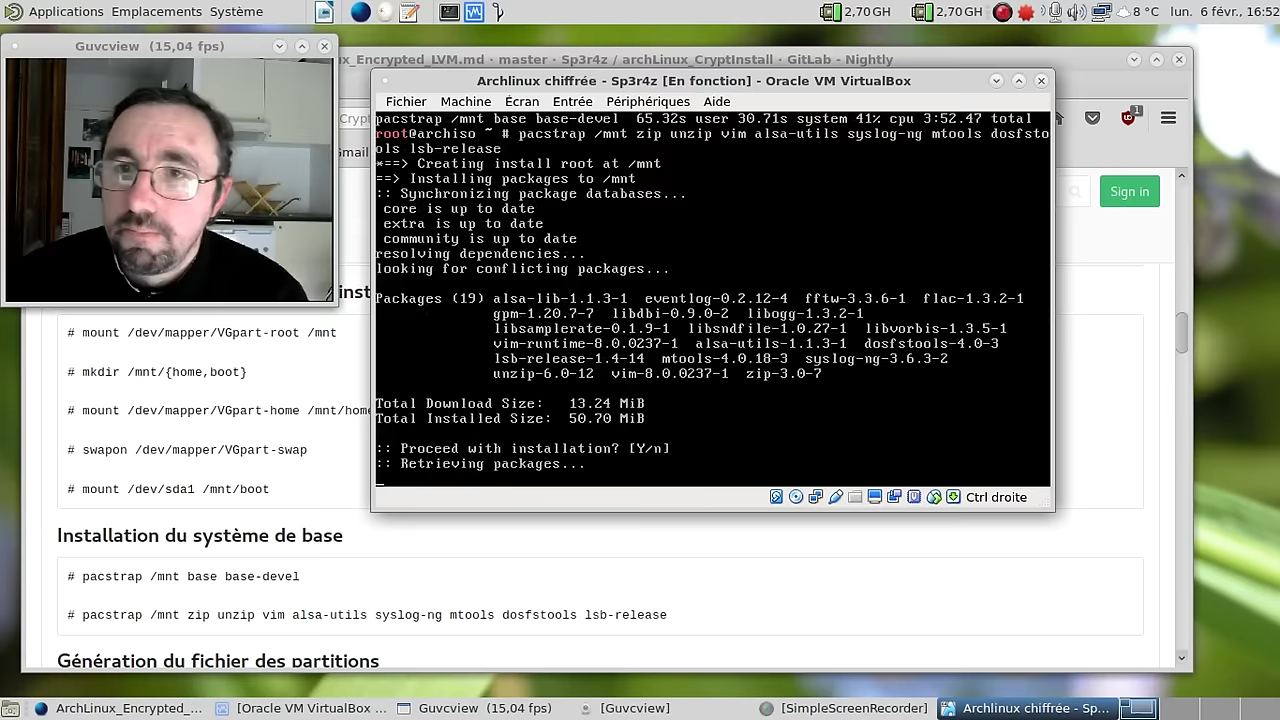 Applications Emplacements Système
2,70 GH
2,70 GH
8 °C
lun. 6 févr., 16:52
Guvcview (15,04 fps)
x_Encrypted_LVM.md · master · Sp3r4z / archLinux_CryptInstall · GitLab - Nightly
Archlinux chiffrée - Sp3r4z [En fonction] - Oracle VM VirtualBox
Fichier Machine Écran Entrée Périphériques Aide
pacstrap /mnt base base-devel 65.32s user 30.71s system 41% cpu 3:52.47 total
root@archiso ~ # pacstrap /mnt zip unzip vim alsa-utils syslog-ng mtools dosfsto
ols lsb-release
*==> Creating install root at /mnt
==> Installing packages to /mnt
:: Synchronizing package databases...
core is up to date
extra is up to date
community is up to date
resolving dependencies...
looking for conflicting packages...
Packages (19) alsa-lib-1.1.3-1 eventlog-0.2.12-4 fftw-3.3.6-1 flac-1.3.2-1
gpm-1.20.7-7 libdbi-0.9.0-2 libogg-1.3.2-1
libsamplerate-0.1.9-1 libsndfile-1.0.27-1 libvorbis-1.3.5-1
vim-runtime-8.0.0237-1 alsa-utils-1.1.3-1 dosfstools-4.0-3
lsb-release-1.4-14 mtools-4.0.18-3 syslog-ng-3.6.3-2
unzip-6.0-12 vim-8.0.0237-1 zip-3.0-7
Total Download Size: 13.24 MiB
Total Installed Size: 50.70 MiB
:: Proceed with installation? [Y/n]
:: Retrieving packages...
Ctrl droite
Crypt
mail
1
Sign in
inst
# mount /dev/mapper/VGpart-root /mnt
# mkdir /mnt/{home,boot}
# mount /dev/mapper/VGpart-home /mnt/home
# swapon /dev/mapper/VGpart-swap
# mount /dev/sda1 /mnt/boot
Installation du système de base
# pacstrap /mnt base base-devel
# pacstrap /mnt zip unzip vim alsa-utils syslog-ng mtools dosfstools lsb-release
Génération du fichier des partitions
ArchLinux_Encrypted_... [Oracle VM VirtualBox ... Guvcview (15,04 fps) [Guvcview] [SimpleScreenRecorder] Archlinux chiffrée - Sp...